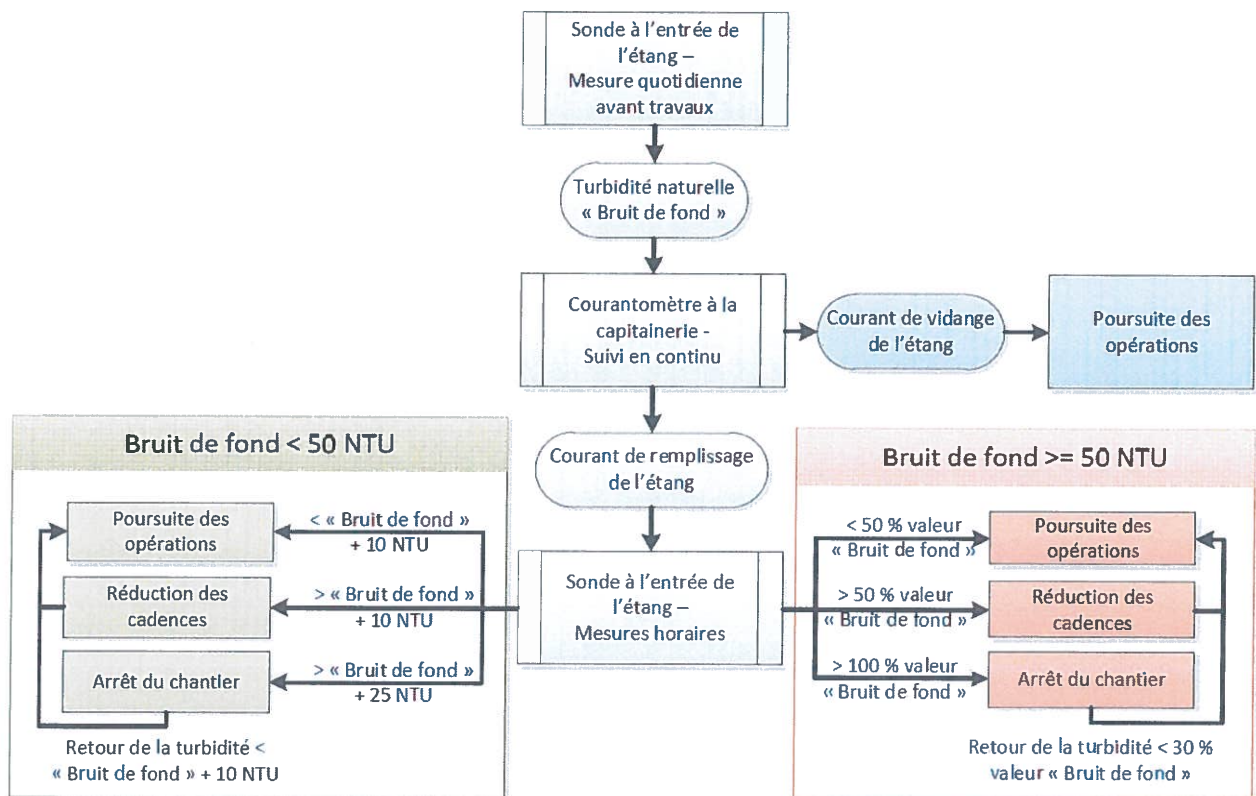 Sonde à l'entrée de
l'étang –
Mesure quotidienne
avant travaux
Turbidité naturelle
« Bruit de fond »
Courantomètre à la
capitainerie -
Suivi en continu
Courant de vidange
de l'étang
Poursuite des
opérations
Courant de remplissage
de l'étang
Sonde à l'entrée de
l'étang –
Mesures horaires
Bruit de fond < 50 NTU
Poursuite des
opérations
< « Bruit de fond »
+ 10 NTU
Réduction des
cadences
> « Bruit de fond »
+ 10 NTU
Arrêt du chantier
> « Bruit de fond »
+ 25 NTU
Retour de la turbidité <
« Bruit de fond » + 10 NTU
Bruit de fond >= 50 NTU
< 50 % valeur
« Bruit de fond »
Poursuite des
opérations
> 50 % valeur
« Bruit de fond »
Réduction des
cadences
> 100 % valeur
« Bruit de fond »
Arrêt du chantier
Retour de la turbidité < 30 %
valeur « Bruit de fond »